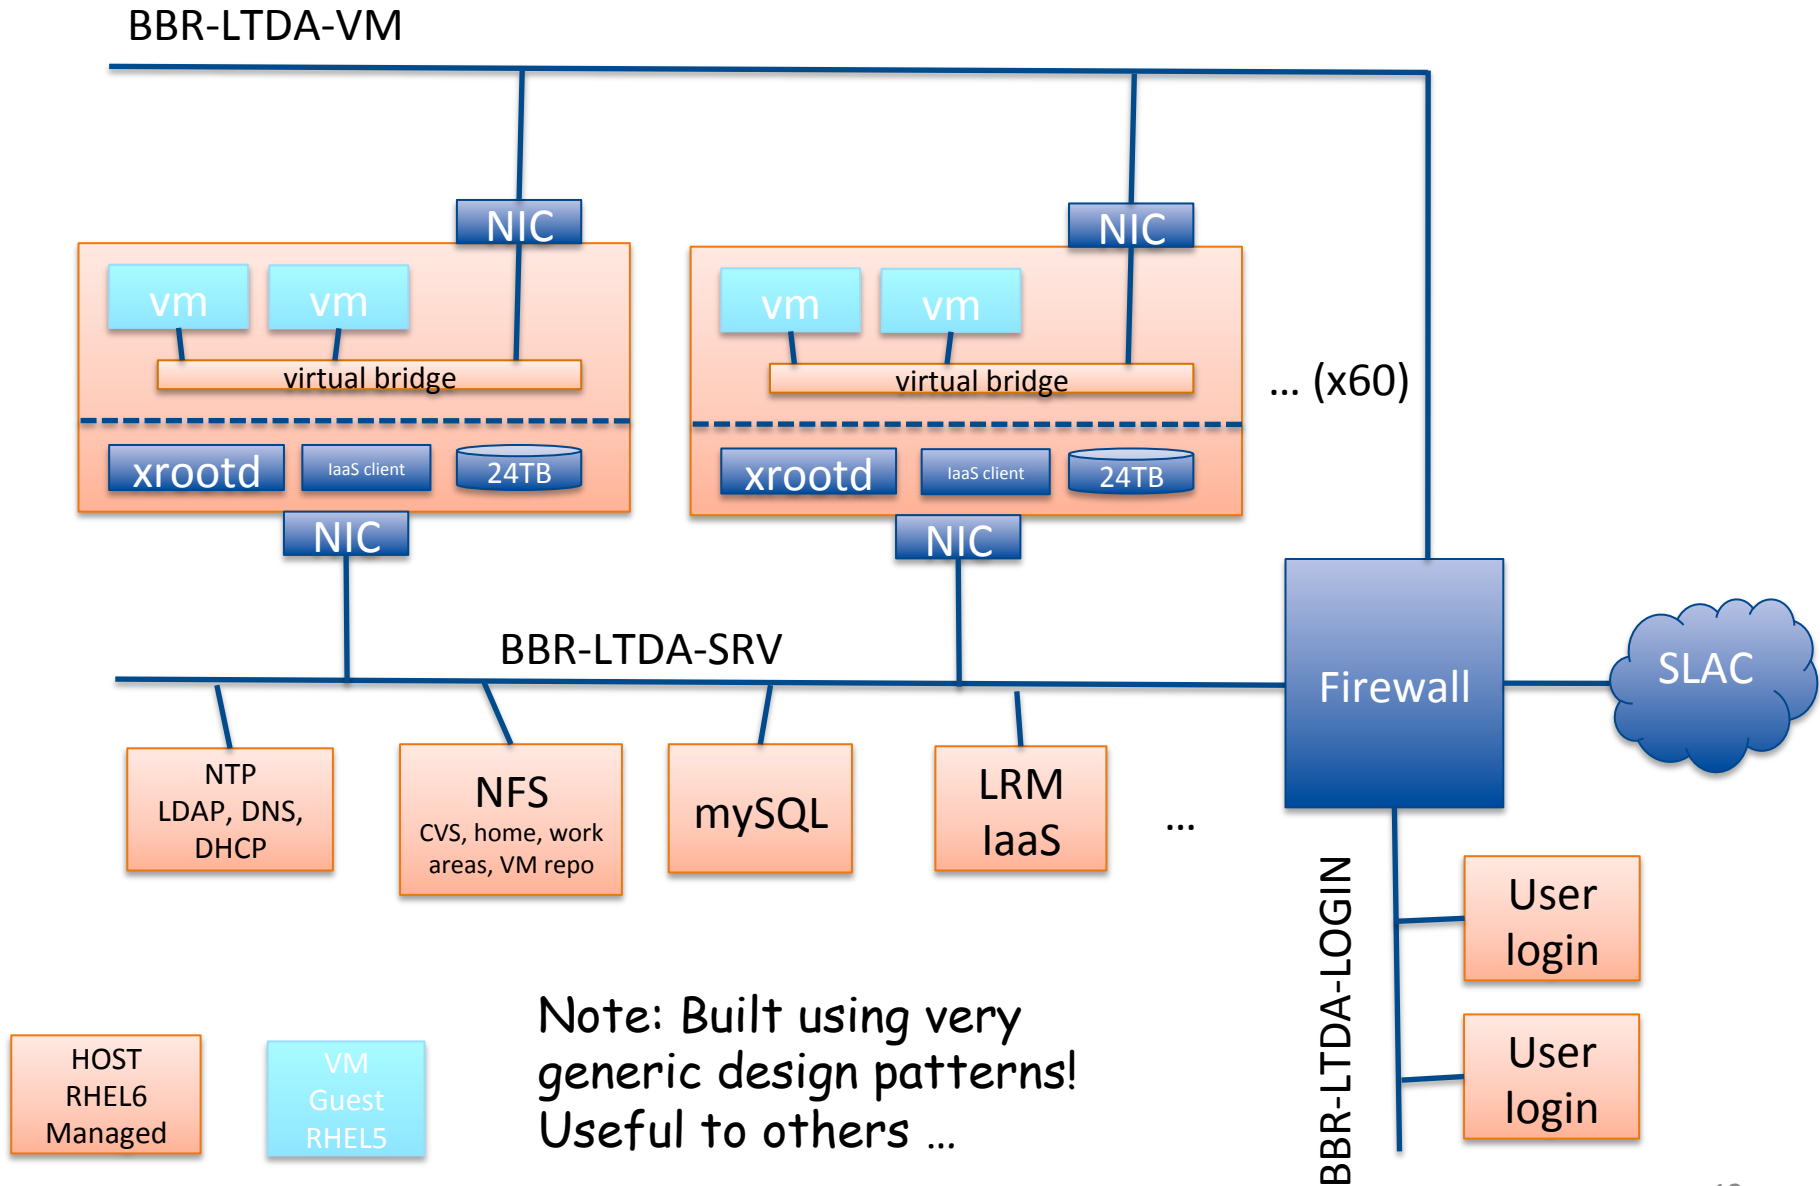 BBR-LTDA-VM
NIC
NIC
vm
vm
vm
vm
virtual bridge
virtual bridge
... (x60)
xrootd
IaaS client
24TB
xrootd
IaaS client
24TB
NIC
NIC
BBR-LTDA-SRV
Firewall
SLAC
NTP
LDAP, DNS,
DHCP
NFS
CVS, home, work
areas, VM repo
mySQL
LRM
IaaS
...
BBR-LTDA-LOGIN
User
login
User
login
HOST
RHEL6
Managed
VM
Guest
RHEL5
Note: Built using very
generic design patterns!
Useful to others ...